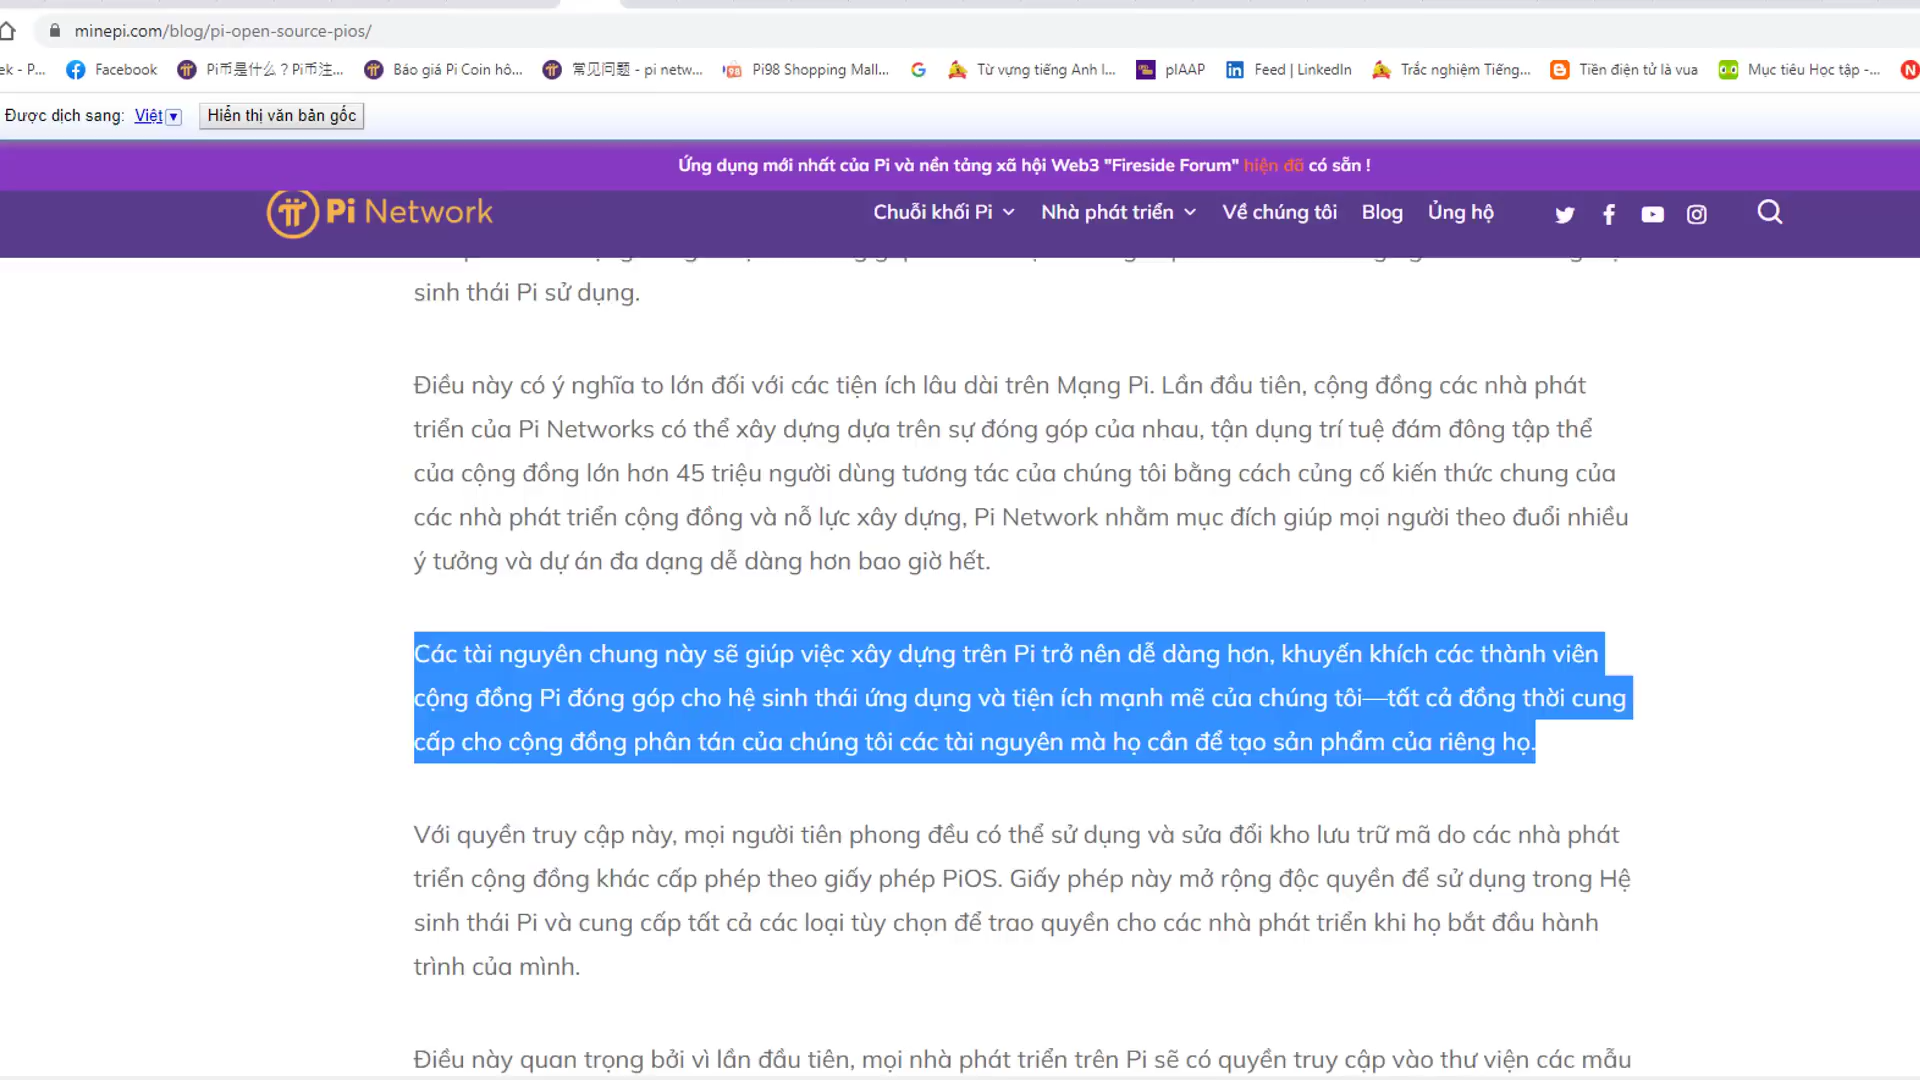 minepi.com/blog/pi-open-source-pios/
ek - P... Facebook Pi币是什么？Pi币注... Báo giá Pi Coin hô... 常见问题 - pi netw... Pi98 Shopping Mall... Từ vựng tiếng Anh l... pIAAP Feed | LinkedIn Trắc nghiệm Tiếng... Tiền điện tử là vua Mục tiêu Học tập -...
Được dịch sang: Việt Hiển thị văn bản gốc
Ứng dụng mới nhất của Pi và nền tảng xã hội Web3 "Fireside Forum" hiện đã có sẵn !
Pi Network Chuỗi khối Pi Nhà phát triển Về chúng tôi Blog Ủng hộ
sinh thái Pi sử dụng.
Điều này có ý nghĩa to lớn đối với các tiện ích lâu dài trên Mạng Pi. Lần đầu tiên, cộng đồng các nhà phát
triển của Pi Networks có thể xây dựng dựa trên sự đóng góp của nhau, tận dụng trí tuệ đám đông tập thể
của cộng đồng lớn hơn 45 triệu người dùng tương tác của chúng tôi bằng cách củng cố kiến thức chung của
các nhà phát triển cộng đồng và nỗ lực xây dựng, Pi Network nhằm mục đích giúp mọi người theo đuổi nhiều
ý tưởng và dự án đa dạng dễ dàng hơn bao giờ hết.
Các tài nguyên chung này sẽ giúp việc xây dựng trên Pi trở nên dễ dàng hơn, khuyến khích các thành viên
cộng đồng Pi đóng góp cho hệ sinh thái ứng dụng và tiện ích mạnh mẽ của chúng tôi—tất cả đồng thời cung
cấp cho cộng đồng phân tán của chúng tôi các tài nguyên mà họ cần để tạo sản phẩm của riêng họ.
Với quyền truy cập này, mọi người tiên phong đều có thể sử dụng và sửa đổi kho lưu trữ mã do các nhà phát
triển cộng đồng khác cấp phép theo giấy phép PiOS. Giấy phép này mở rộng độc quyền để sử dụng trong Hệ
sinh thái Pi và cung cấp tất cả các loại tùy chọn để trao quyền cho các nhà phát triển khi họ bắt đầu hành
trình của mình.
Điều này quan trọng bởi vì lần đầu tiên, mọi nhà phát triển trên Pi sẽ có quyền truy cập vào thư viện các mẫu